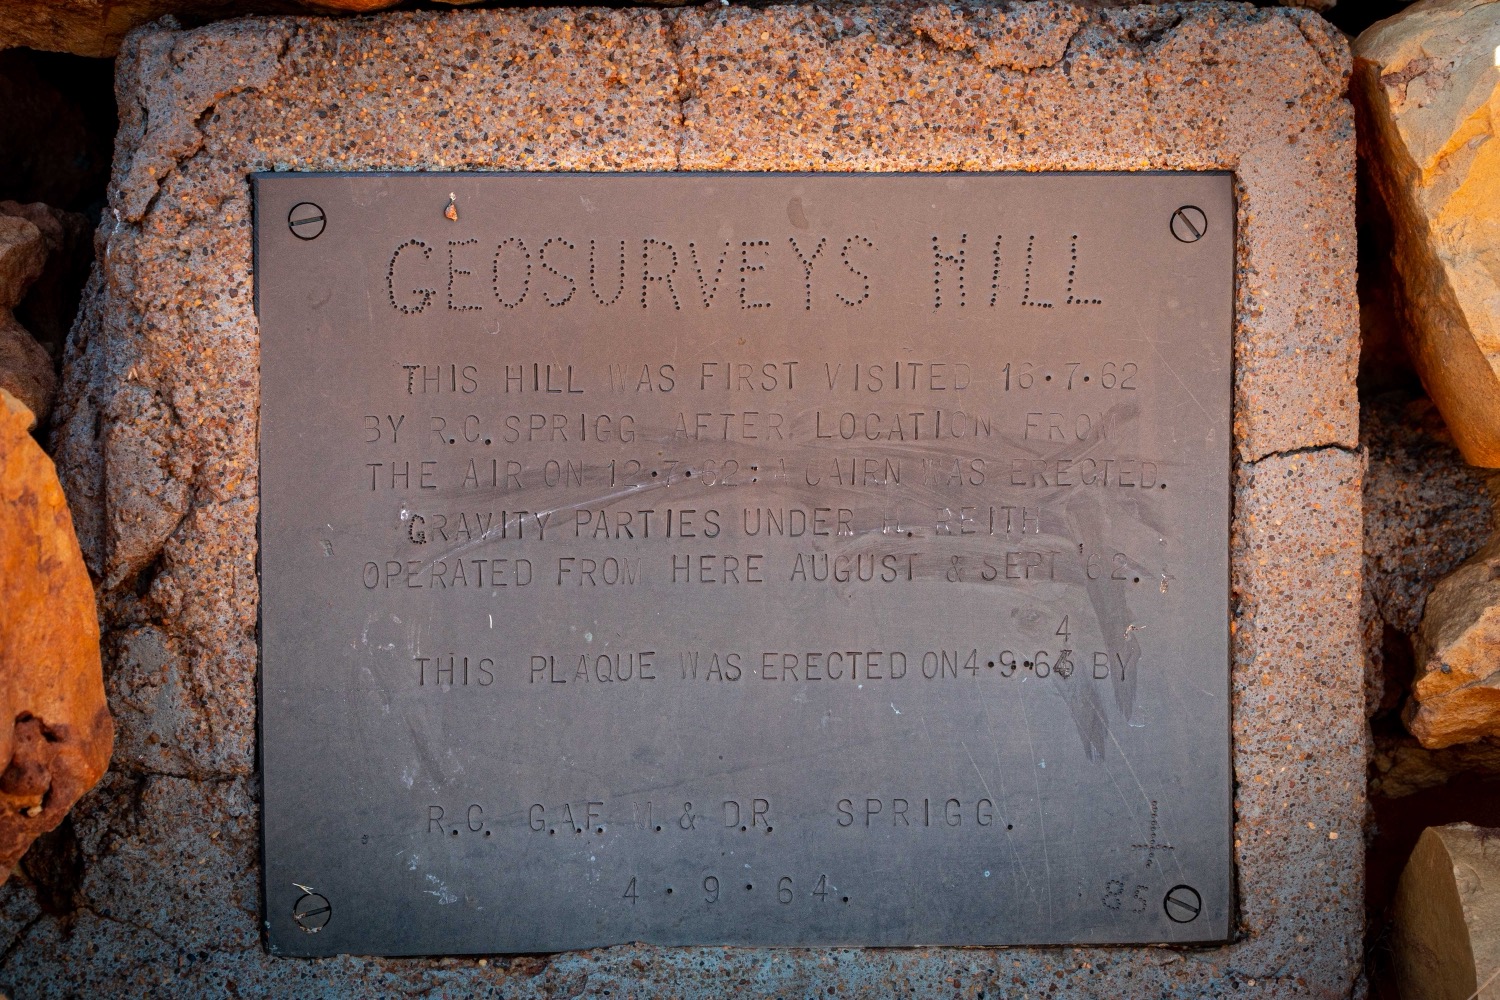 GEOSURVEYS HILL
THIS HILL WAS FIRST VISITED 16·7·62
BY R.C. SPRIGG AFTER LOCATION FROM
THE AIR ON 12·7·62: A CAIRN WAS ERECTED.
GRAVITY PARTIES UNDER H. REITH
OPERATED FROM HERE AUGUST & SEPT '62.
4
THIS PLAQUE WAS ERECTED ON 4·9·63 BY
R.C. G.A.F. M. & D.R. SPRIGG.
4·9·64.
85